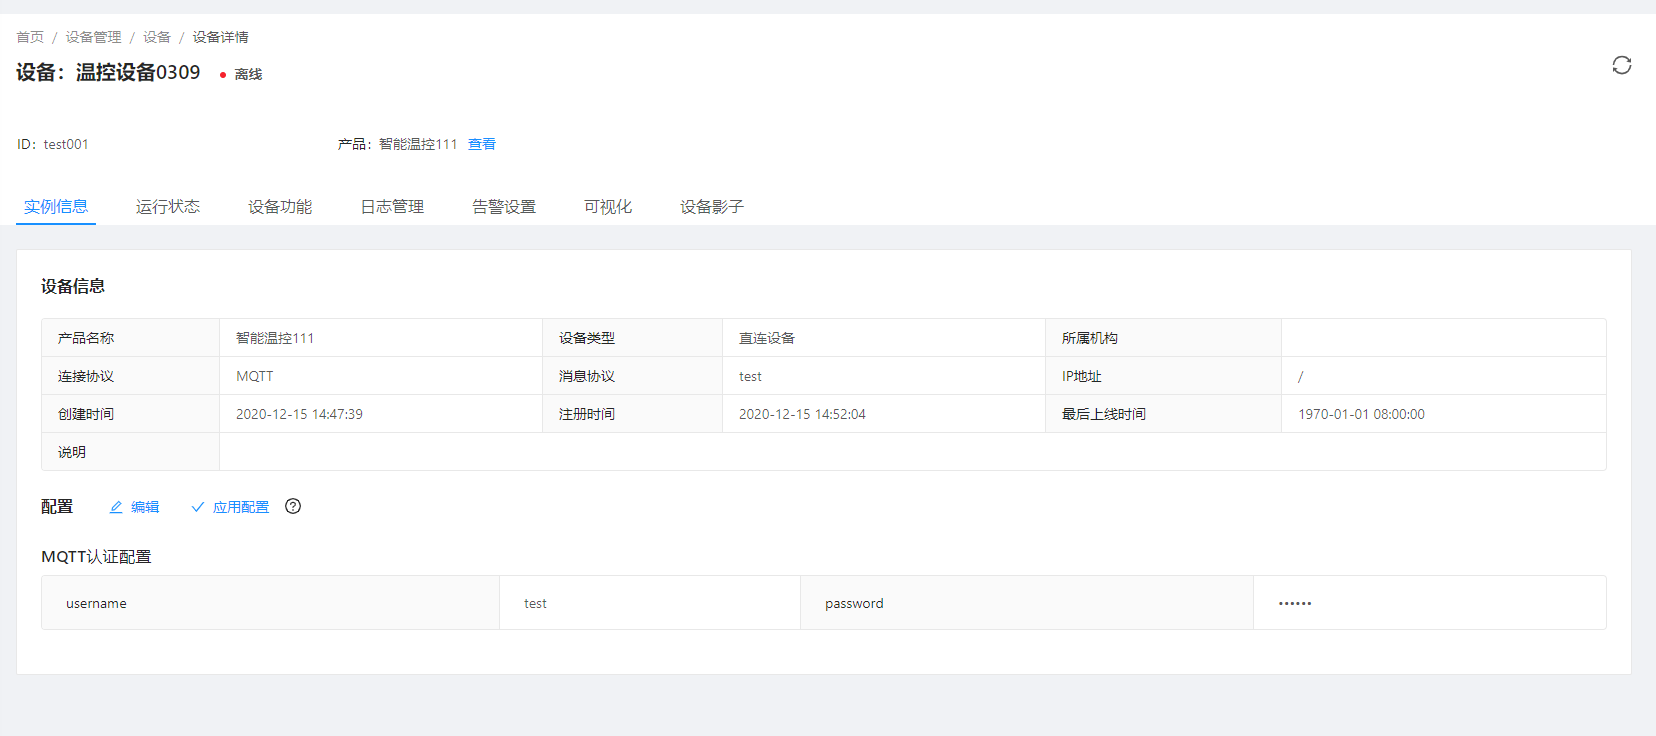 首页 / 设备管理 / 设备 / 设备详情
设备：温控设备0309 离线
ID：test001 产品：智能温控111 查看
实例信息 运行状态 设备功能 日志管理 告警设置 可视化 设备影子
设备信息
产品名称 智能温控111 设备类型 直连设备 所属机构
连接协议 MQTT 消息协议 test IP地址 /
创建时间 2020-12-15 14:47:39 注册时间 2020-12-15 14:52:04 最后上线时间 1970-01-01 08:00:00
说明
配置 编辑 应用配置
MQTT认证配置
username test password ••••••